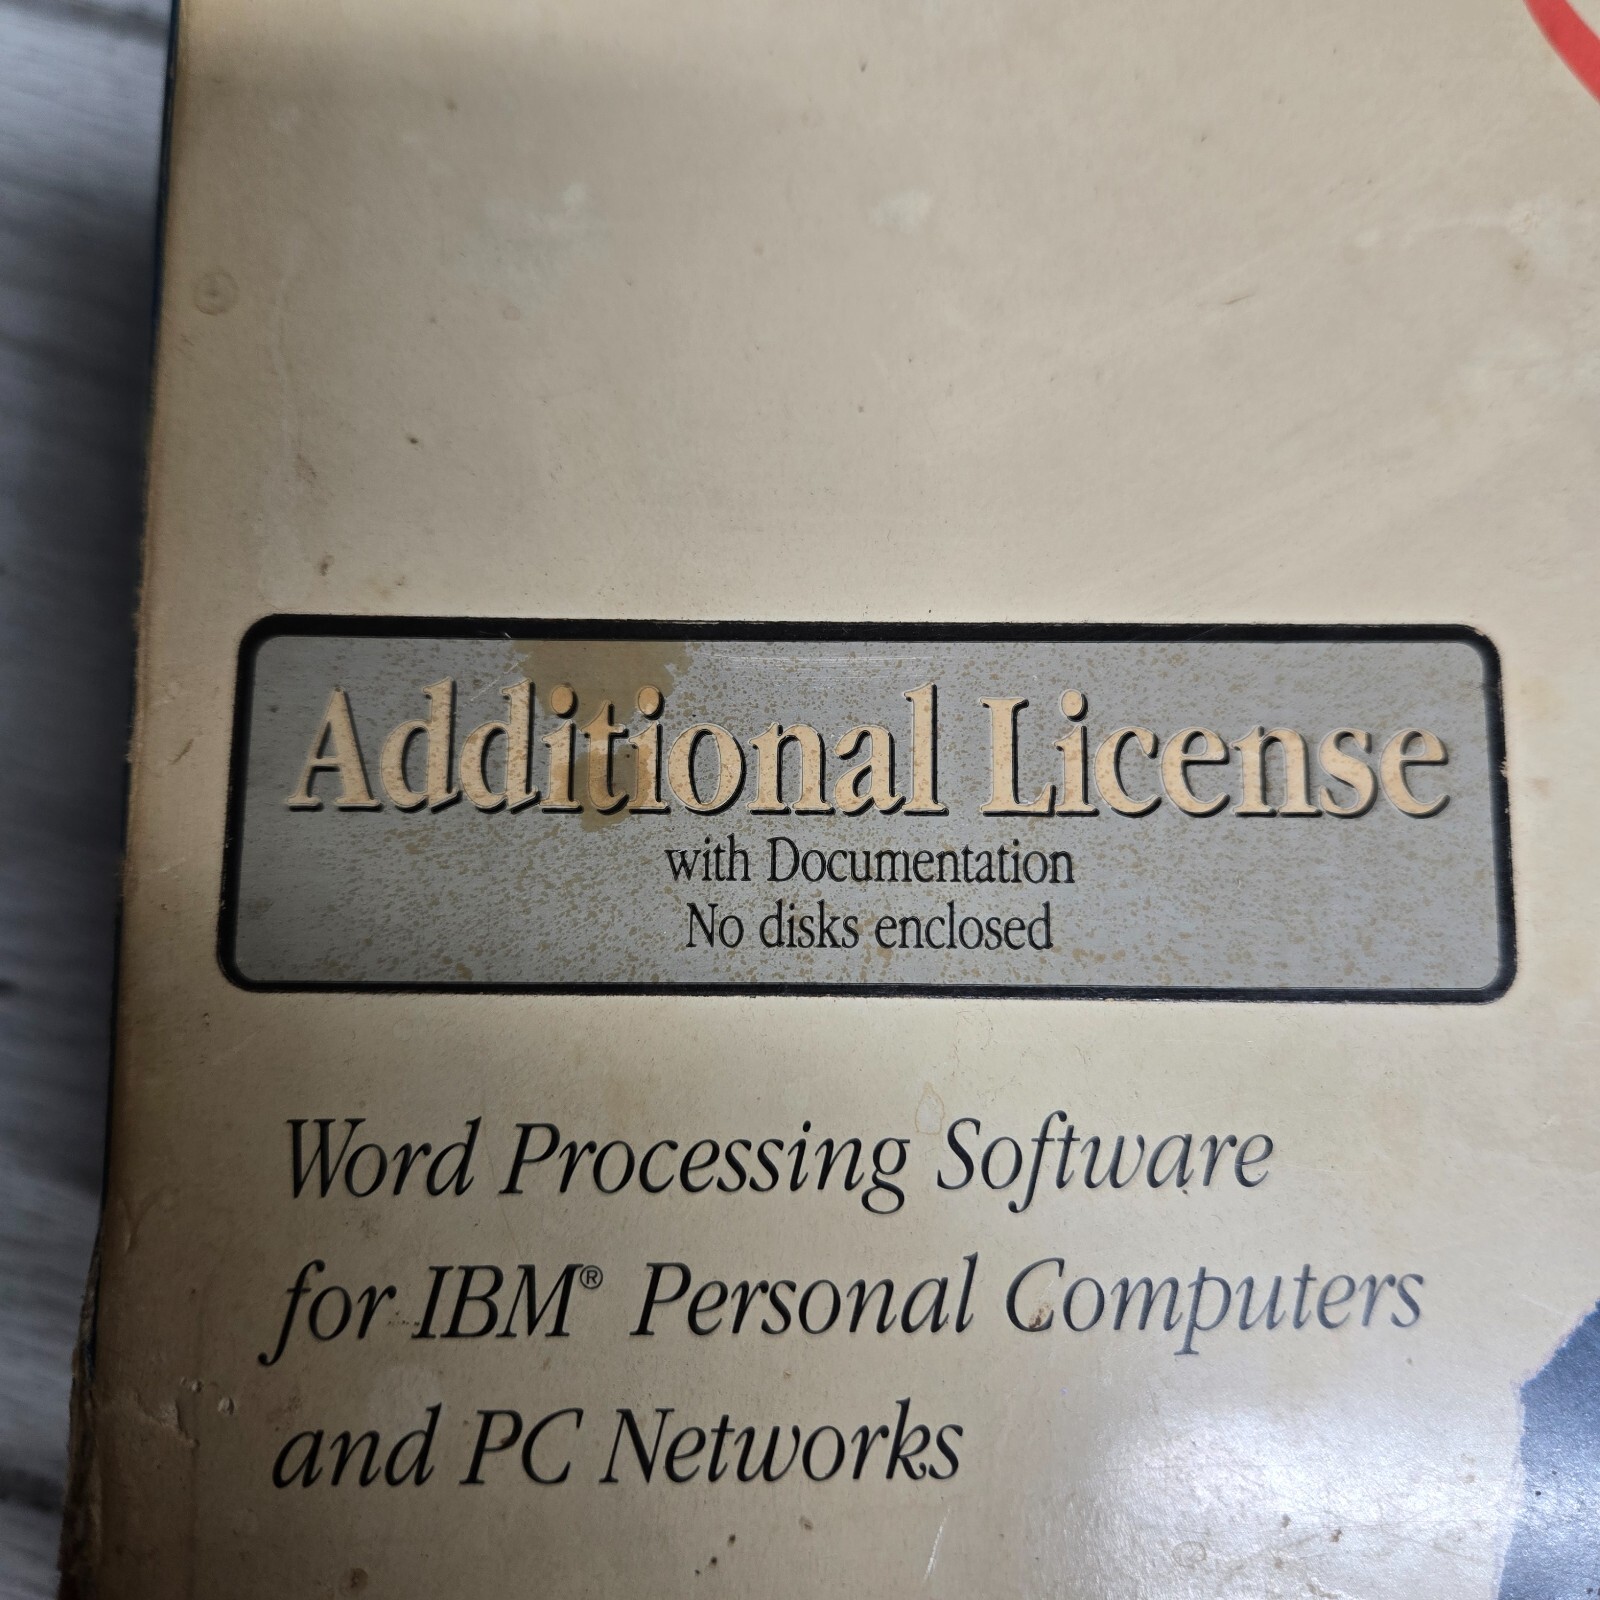 Additional License
with Documentation
No disks enclosed
Word Processing Software
for IBM® Personal Computers
and PC Networks